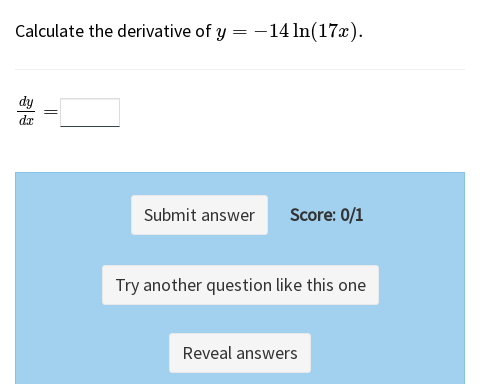 Calculate the derivative of y = −14 ln(17x).
dy/dx =
Submit answer Score: 0/1
Try another question like this one
Reveal answers